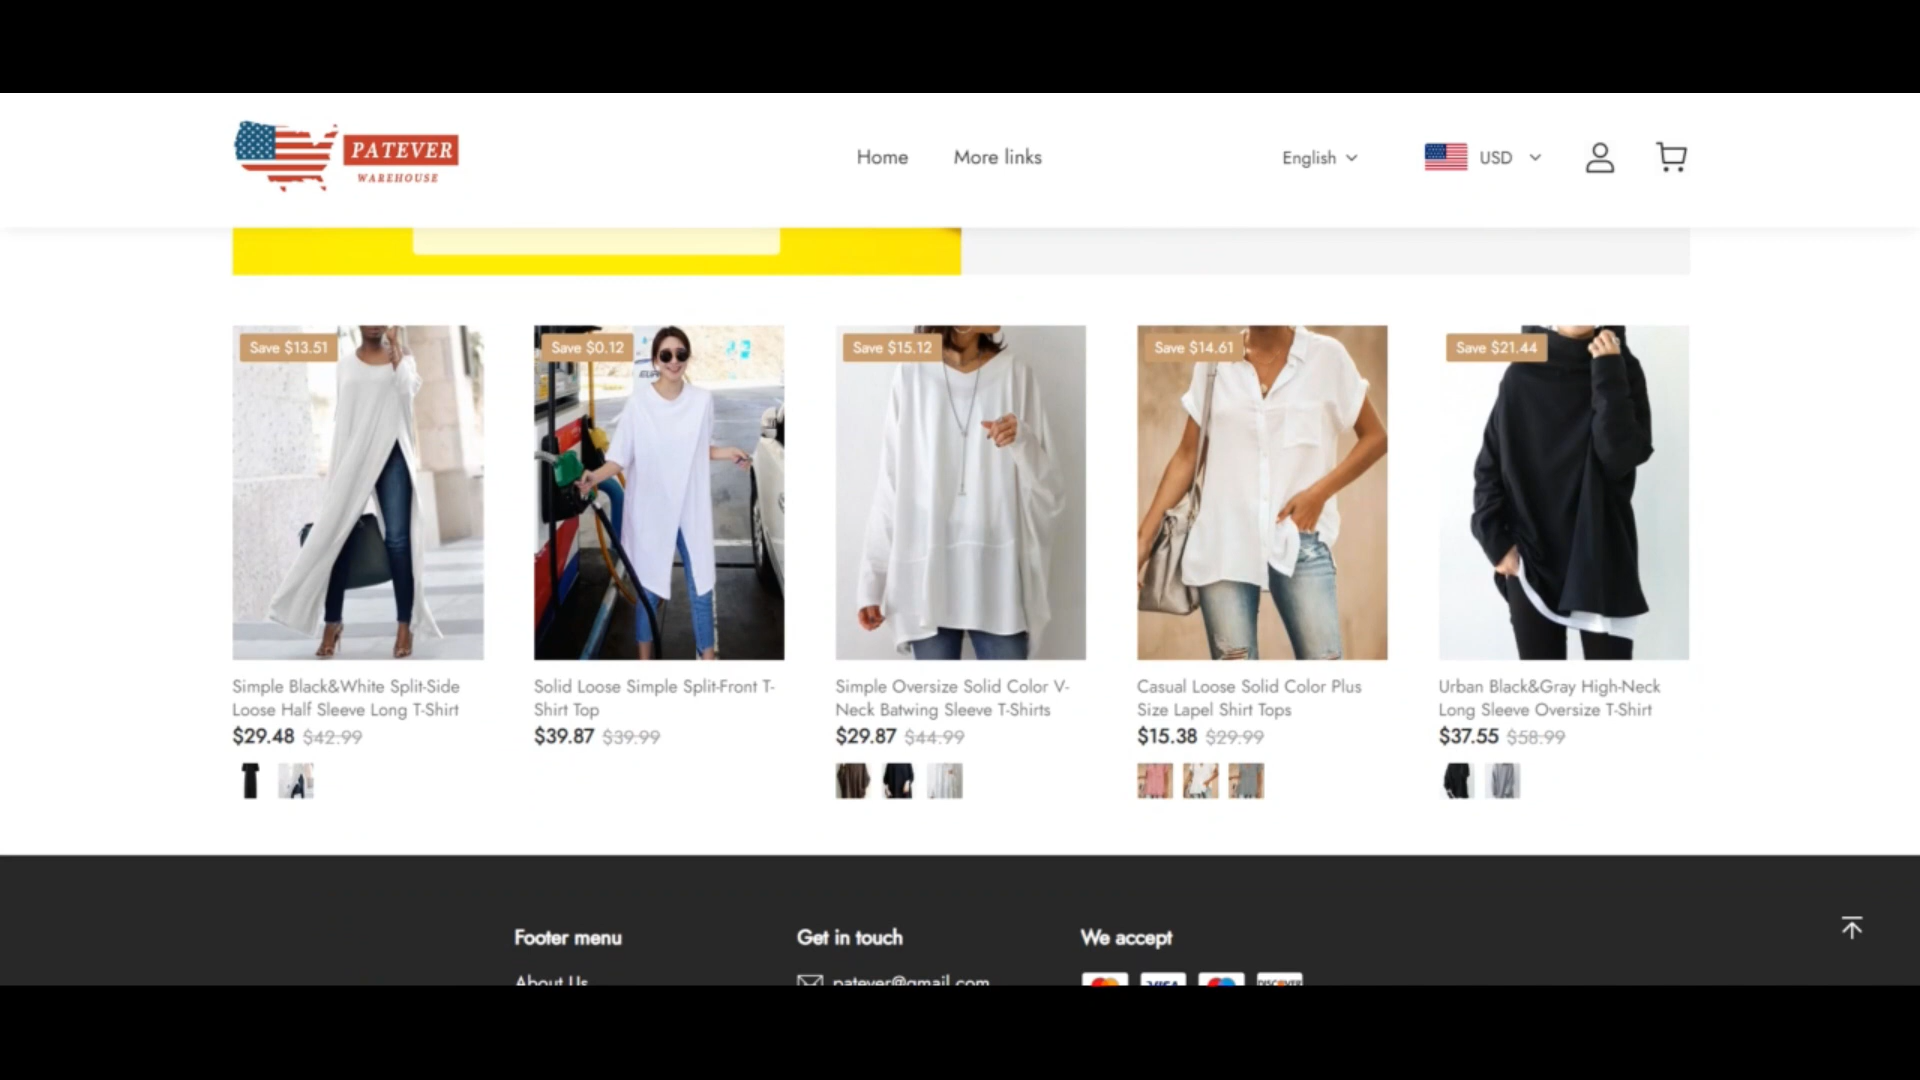 PATEVER
WAREHOUSE
Home
More links
English
USD
Save $13.51
Save $0.12
Save $15.12
Save $14.61
Save $21.44
Simple Black&White Split-Side
Loose Half Sleeve Long T-Shirt
$29.48 $42.99
Solid Loose Simple Split-Front T-
Shirt Top
$39.87 $39.99
Simple Oversize Solid Color V-
Neck Batwing Sleeve T-Shirts
$29.87 $44.99
Casual Loose Solid Color Plus
Size Lapel Shirt Tops
$15.38 $29.99
Urban Black&Gray High-Neck
Long Sleeve Oversize T-Shirt
$37.55 $58.99
Footer menu
Get in touch
We accept
About Us
patever@gmail.com
VISA
DISCOVER